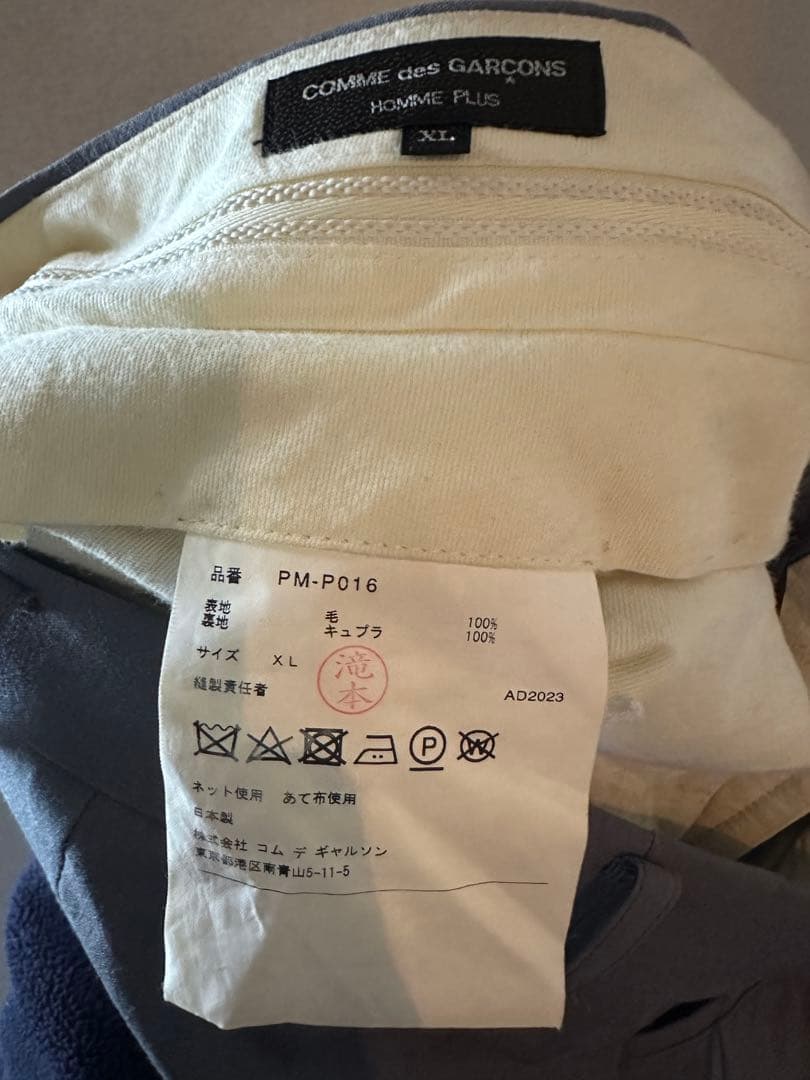 COMME des GARÇONS
HOMME PLUS
XL
品番 PM-P016
表地 毛 100%
裏地 キュプラ 100%
サイズ XL
滝本
縫製責任者 AD2023
P W
ネット使用 あて布使用
日本製
株式会社 コム デ ギャルソン
東京都港区南青山5-11-5